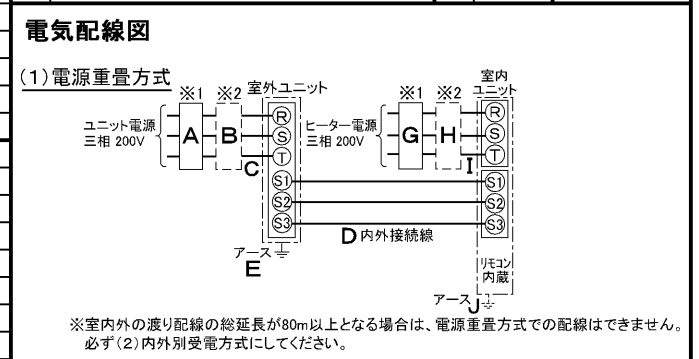 電気配線図
(1)電源重畳方式
※1 ※2 室外ユニット
ユニット電源
三相 200V
A B C
R
S
T
S1
S2
S3
アース
E
※1 ※2 室内
ユニット
ヒーター電源
三相 200V
G H I
R
S
T
S1
S2
S3
D 内外接続線
リモコン
内蔵
アース J
※室内外の渡り配線の総延長が80m以上となる場合は、電源重畳方式での配線はできません。
必ず(2)内外別受電方式にしてください。